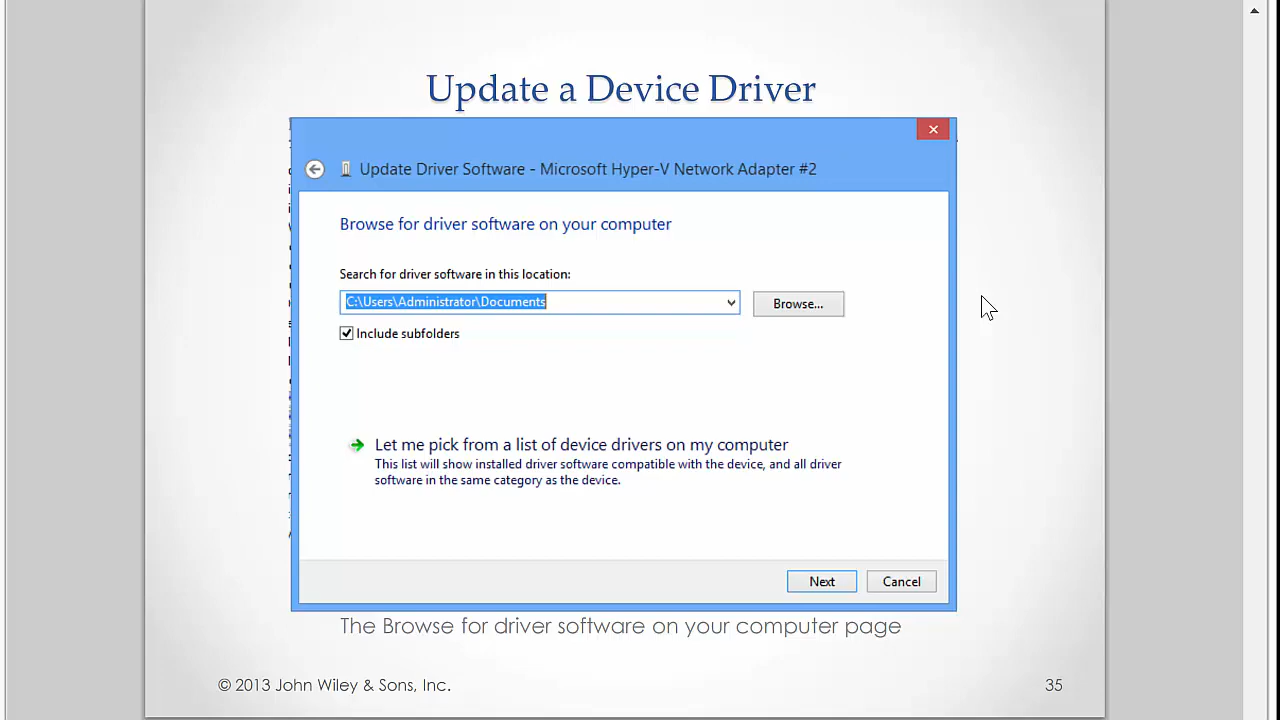 Update a Device Driver
Update Driver Software - Microsoft Hyper-V Network Adapter #2
Browse for driver software on your computer
Search for driver software in this location:
C:\Users\Administrator\Documents
Browse...
Include subfolders
Let me pick from a list of device drivers on my computer
This list will show installed driver software compatible with the device, and all driver
software in the same category as the device.
Next
Cancel
The Browse for driver software on your computer page
© 2013 John Wiley & Sons, Inc.
35